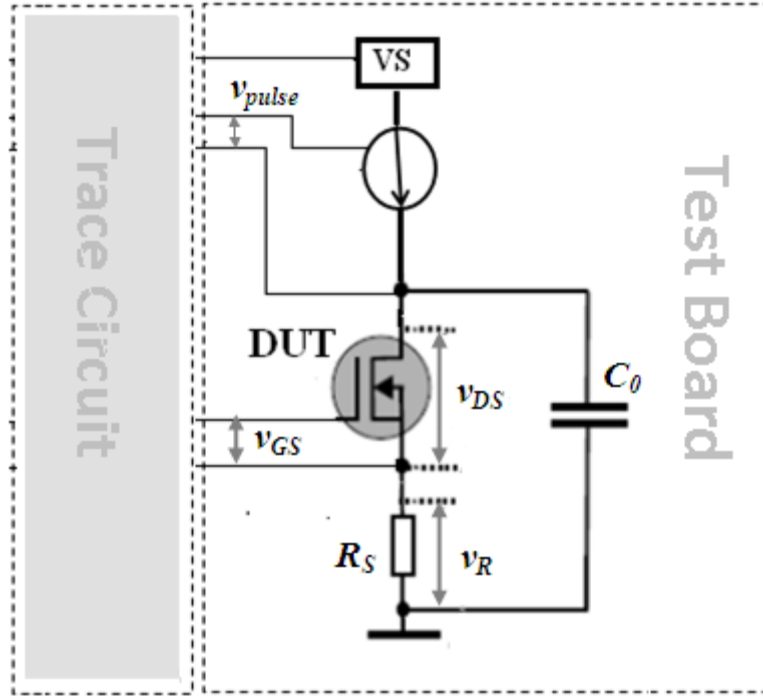 VS
v_pulse
Trace Circuit
Test Board
DUT
v_DS
C_0
v_GS
R_S
v_R